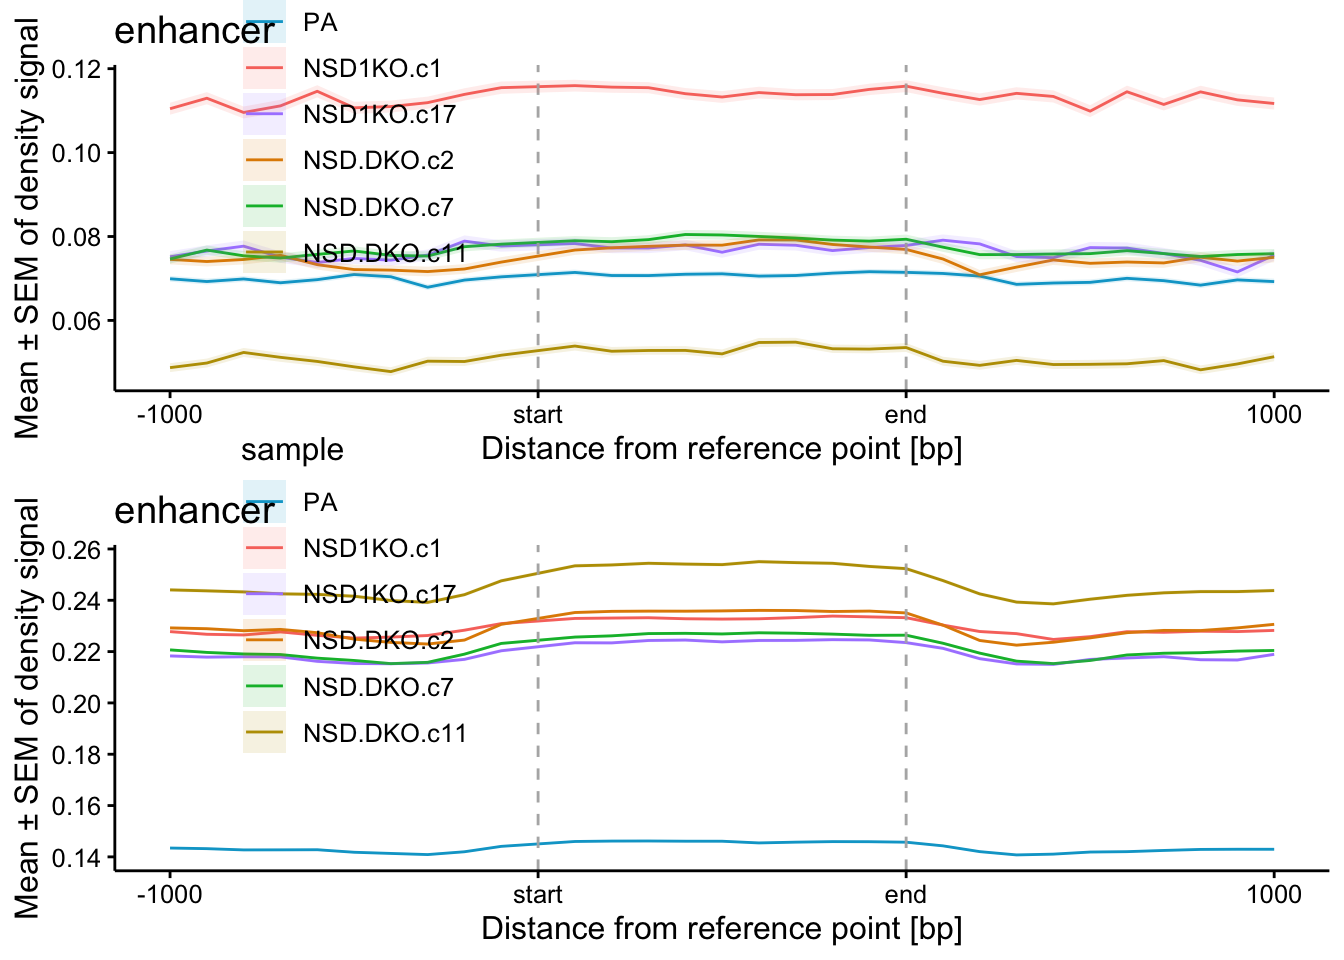 enhancer
PA
NSD1KO.c1
NSD1KO.c17
NSD.DKO.c2
NSD.DKO.c7
NSD.DKO.c11
Mean ± SEM of density signal
0.12
0.10
0.08
0.06
-1000 start end 1000
Distance from reference point [bp]
sample
enhancer
PA
NSD1KO.c1
NSD1KO.c17
NSD.DKO.c2
NSD.DKO.c7
NSD.DKO.c11
Mean ± SEM of density signal
0.26
0.24
0.22
0.20
0.18
0.16
0.14
-1000 start end 1000
Distance from reference point [bp]